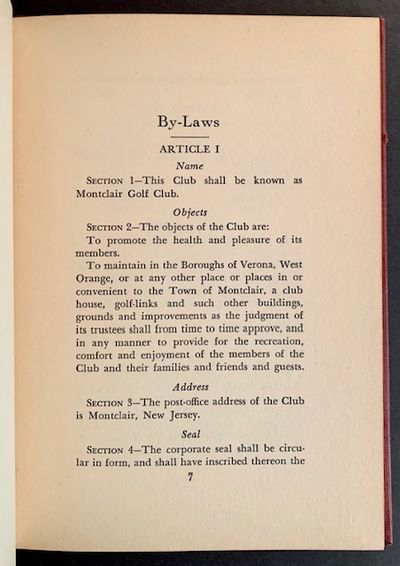 By-Laws
ARTICLE I
Name
SECTION 1—This Club shall be known as
Montclair Golf Club.
Objects
SECTION 2—The objects of the Club are:
To promote the health and pleasure of its
members.
To maintain in the Boroughs of Verona, West
Orange, or at any other place or places in or
convenient to the Town of Montclair, a club
house, golf-links and such other buildings,
grounds and improvements as the judgment of
its trustees shall from time to time approve, and
in any manner to provide for the recreation,
comfort and enjoyment of the members of the
Club and their families and friends and guests.
Address
SECTION 3—The post-office address of the Club
is Montclair, New Jersey.
Seal
SECTION 4—The corporate seal shall be circu-
lar in form, and shall have inscribed thereon the
7